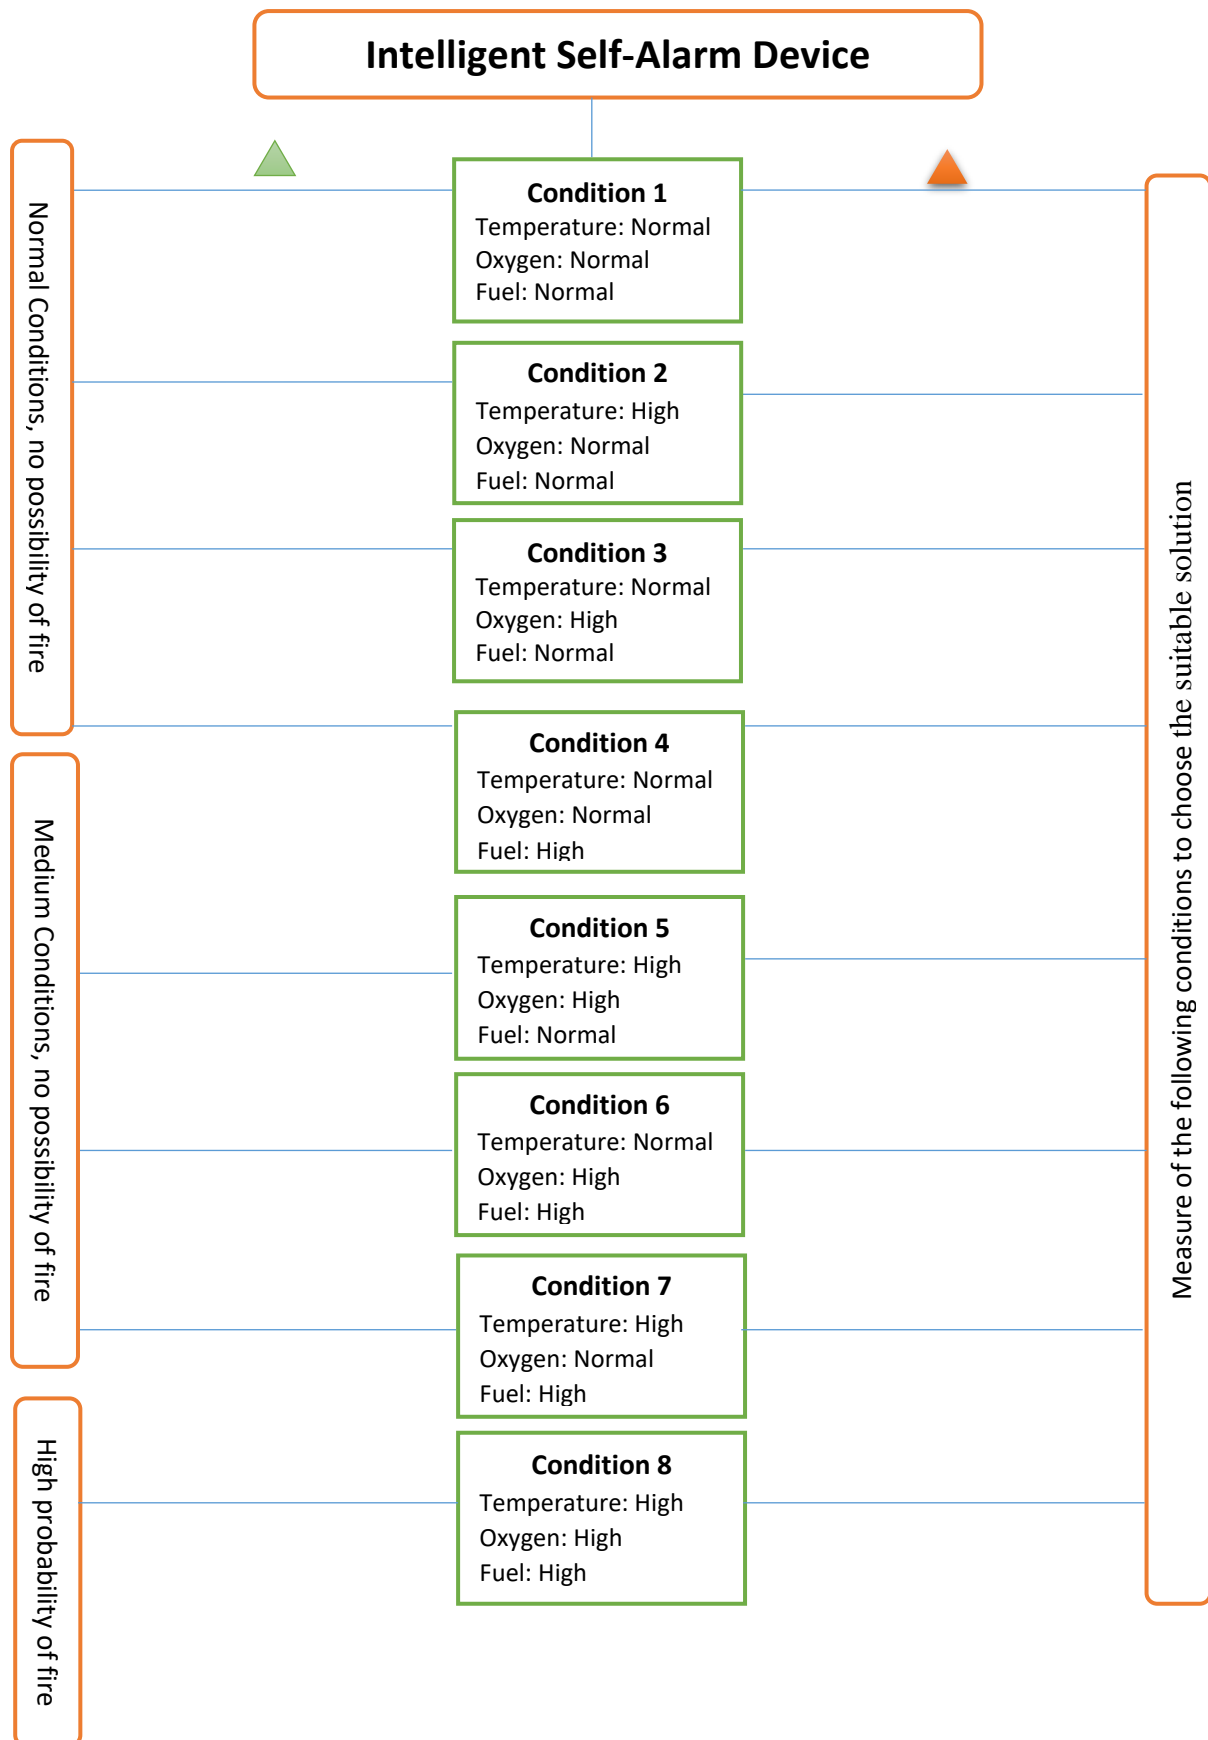 Intelligent Self-Alarm Device
Normal Conditions, no possibility of fire
Medium Conditions, no possibility of fire
High probability of fire
Condition 1
Temperature: Normal
Oxygen: Normal
Fuel: Normal
Condition 2
Temperature: High
Oxygen: Normal
Fuel: Normal
Condition 3
Temperature: Normal
Oxygen: High
Fuel: Normal
Condition 4
Temperature: Normal
Oxygen: Normal
Fuel: High
Condition 5
Temperature: High
Oxygen: High
Fuel: Normal
Condition 6
Temperature: Normal
Oxygen: High
Fuel: High
Condition 7
Temperature: High
Oxygen: Normal
Fuel: High
Condition 8
Temperature: High
Oxygen: High
Fuel: High
Measure of the following conditions to choose the suitable solution